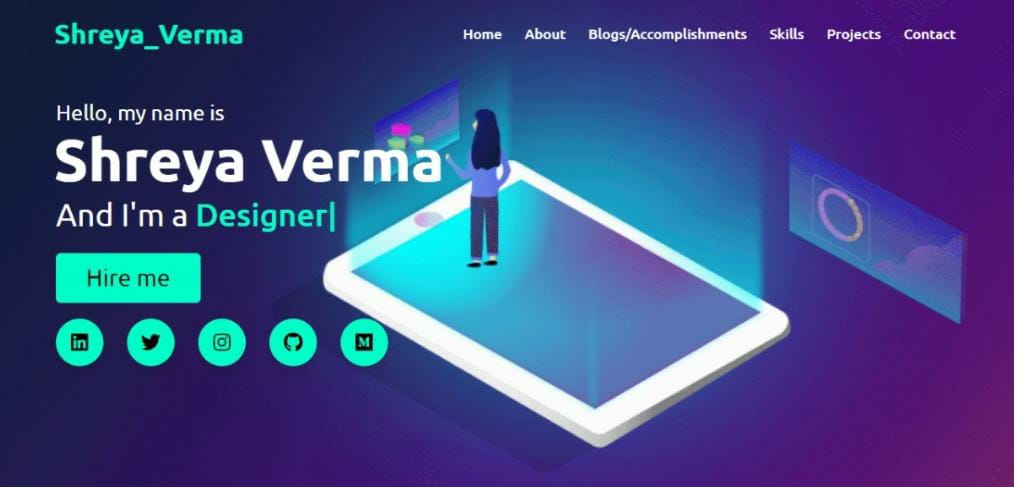 Shreya_Verma
Home About Blogs/Accomplishments Skills Projects Contact
Hello, my name is
Shreya Verma
And I'm a Designer|
Hire me